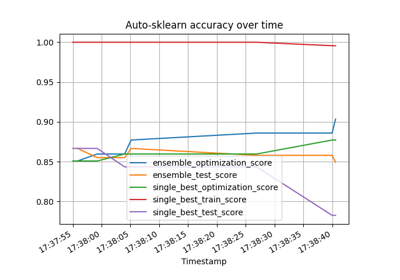 Auto-sklearn accuracy over time
1.00
0.95
0.90
0.85
0.80
ensemble_optimization_score
ensemble_test_score
single_best_optimization_score
single_best_train_score
single_best_test_score
17:37:55
17:38:00
17:38:05
17:38:10
17:38:15
17:38:20
17:38:25
17:38:30
17:38:35
17:38:40
Timestamp